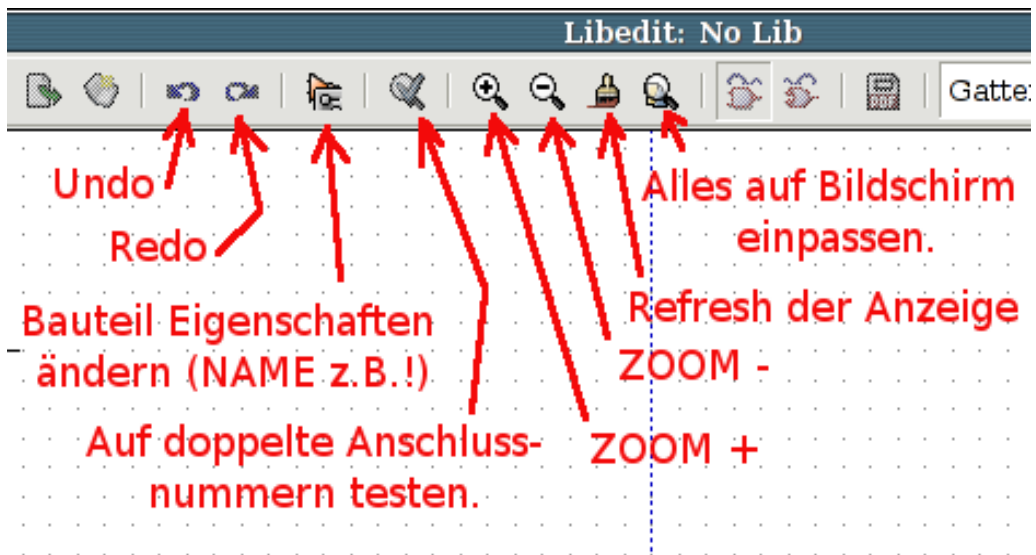 Libedit: No Lib
PDF
Gatte
Undo
Redo
Bauteil Eigenschaften
ändern (NAME z.B.!)
Auf doppelte Anschluss-
nummern testen.
Alles auf Bildschirm
einpassen.
Refresh der Anzeige
ZOOM -
ZOOM +